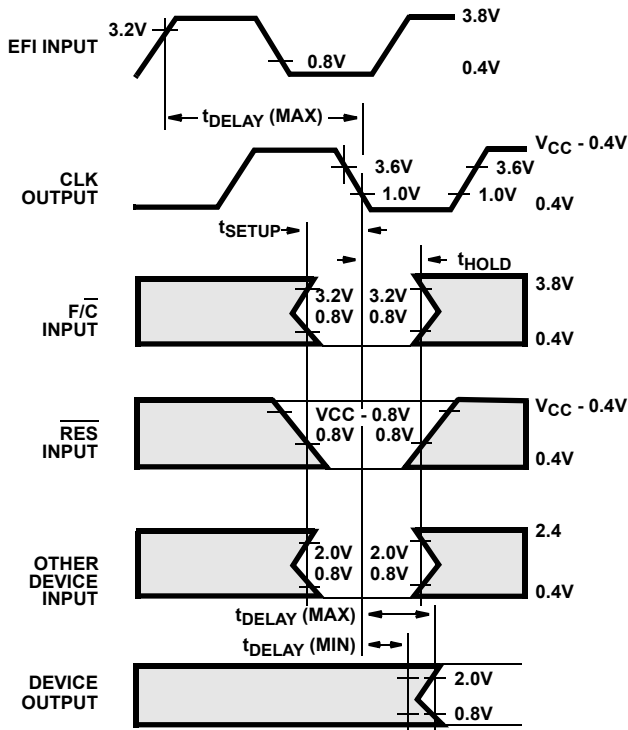 EFI INPUT
3.2V
0.8V
3.8V
0.4V
tDELAY (MAX)
CLK
OUTPUT
3.6V
1.0V
3.6V
1.0V
VCC - 0.4V
0.4V
tSETUP
tHOLD
F/C̅
INPUT
3.2V
0.8V
3.2V
0.8V
3.8V
0.4V
R̅E̅S̅
INPUT
VCC - 0.8V
0.8V
0.8V
VCC - 0.4V
0.4V
OTHER
DEVICE
INPUT
2.0V
0.8V
2.0V
0.8V
2.4
0.4V
tDELAY (MAX)
tDELAY (MIN)
DEVICE
OUTPUT
2.0V
0.8V